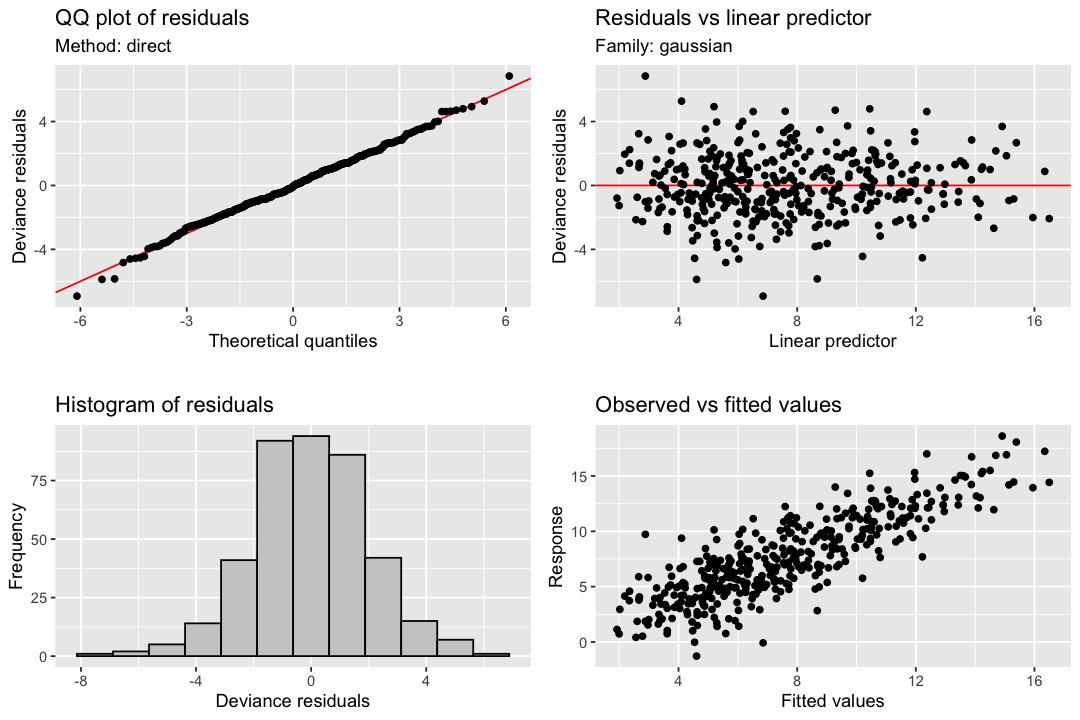 QQ plot of residuals
Method: direct
Deviance residuals
4
0
-4
-6
-3
0
3
6
Theoretical quantiles
Residuals vs linear predictor
Family: gaussian
Deviance residuals
4
0
-4
4
8
12
16
Linear predictor
Histogram of residuals
Frequency
75
50
25
0
-8
-4
0
4
Deviance residuals
Observed vs fitted values
Response
15
10
5
0
4
8
12
16
Fitted values